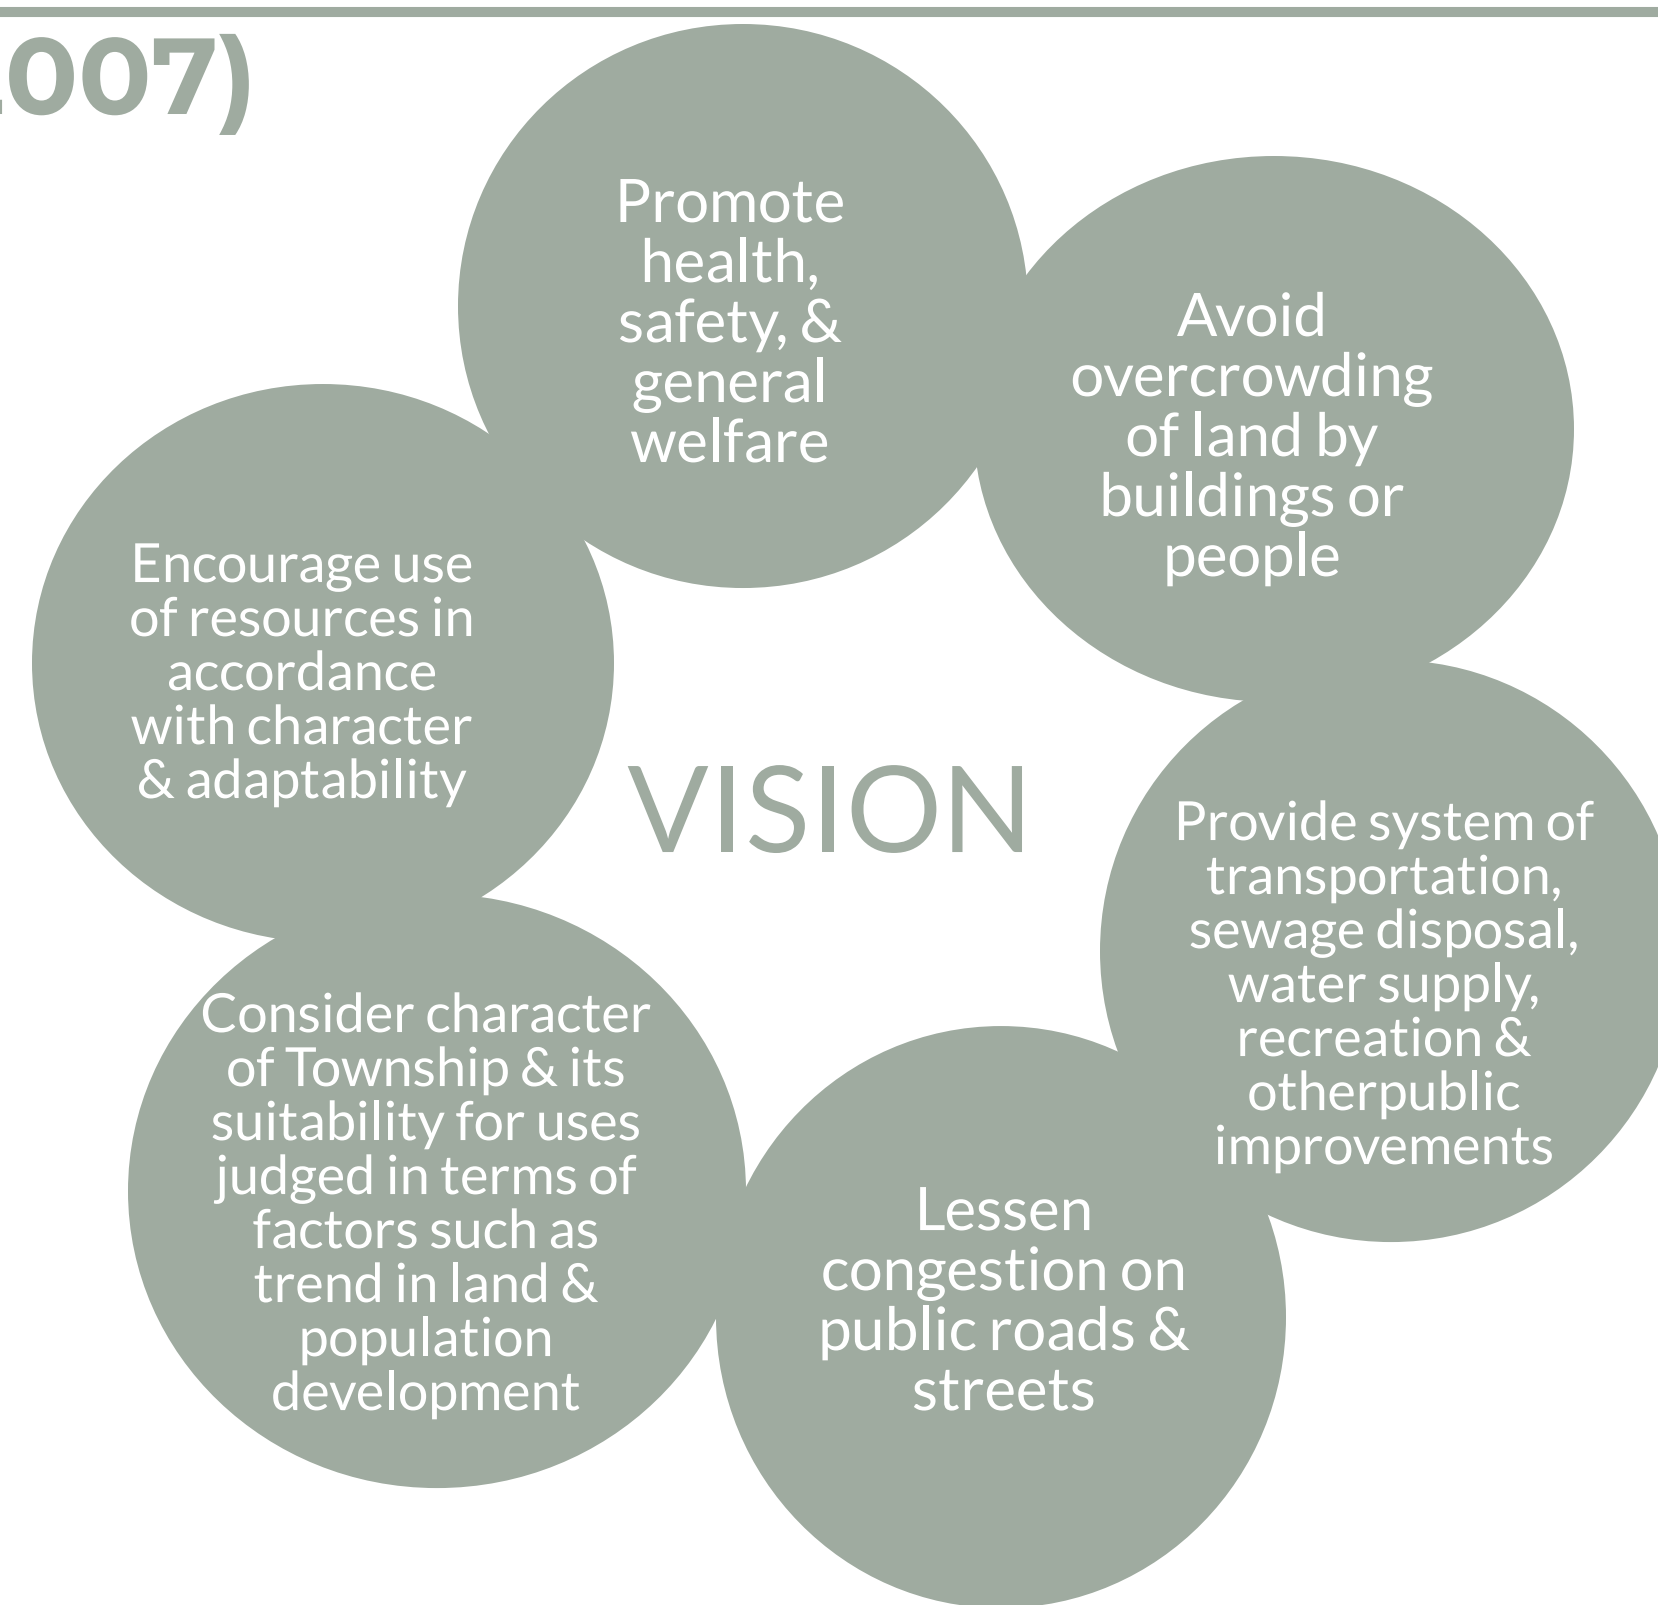 007)
Promote
health,
safety, &
general
welfare
Avoid
overcrowding
of land by
buildings or
people
Provide system of
transportation,
sewage disposal,
water supply,
recreation &
otherpublic
improvements
Lessen
congestion on
public roads &
streets
Consider character
of Township & its
suitability for uses
judged in terms of
factors such as
trend in land &
population
development
Encourage use
of resources in
accordance
with character
& adaptability
VISION